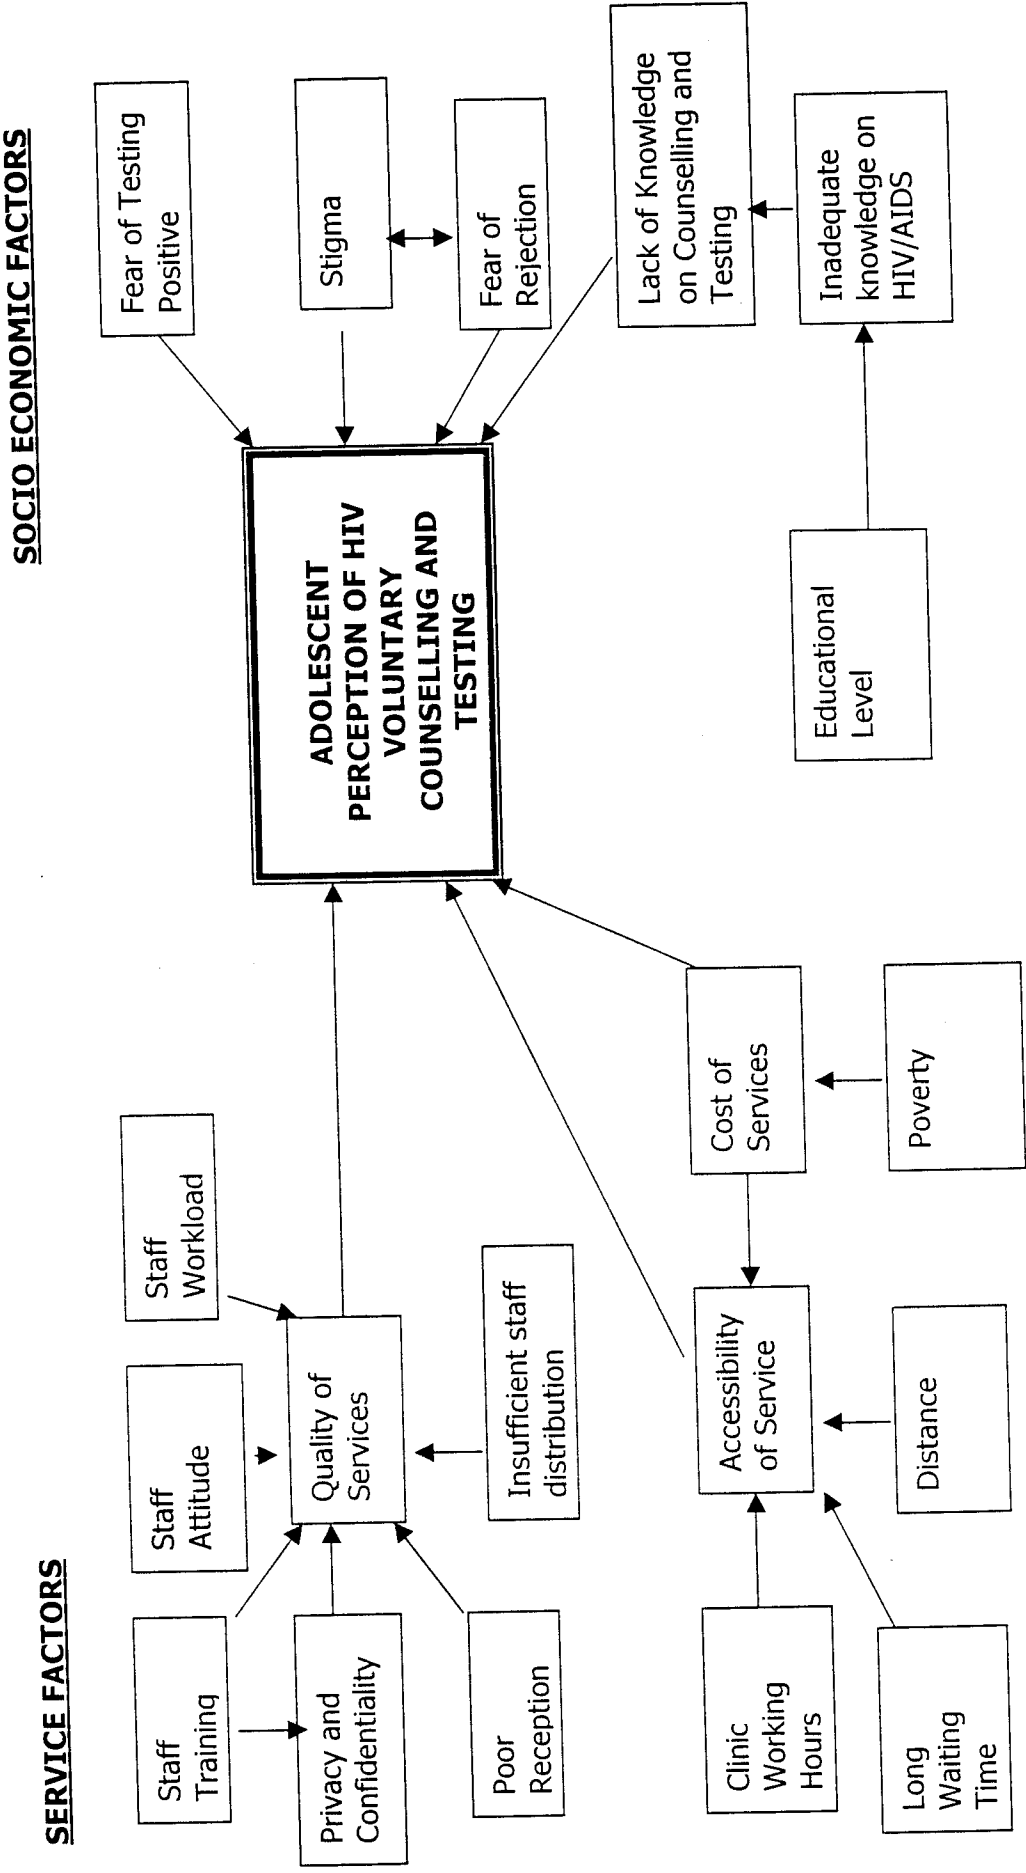 SERVICE FACTORS
SOCIO ECONOMIC FACTORS
Staff
Training
Staff
Attitude
Staff
Workload
Privacy and
Confidentiality
Quality of
Services
Poor
Reception
Insufficient staff
distribution
ADOLESCENT
PERCEPTION OF HIV
VOLUNTARY
COUNSELLING AND
TESTING
Fear of Testing
Positive
Stigma
Fear of
Rejection
Lack of Knowledge
on Counselling and
Testing
Inadequate
knowledge on
HIV/AIDS
Educational
Level
Clinic
Working
Hours
Accessibility
of Service
Cost of
Services
Long
Waiting
Time
Distance
Poverty